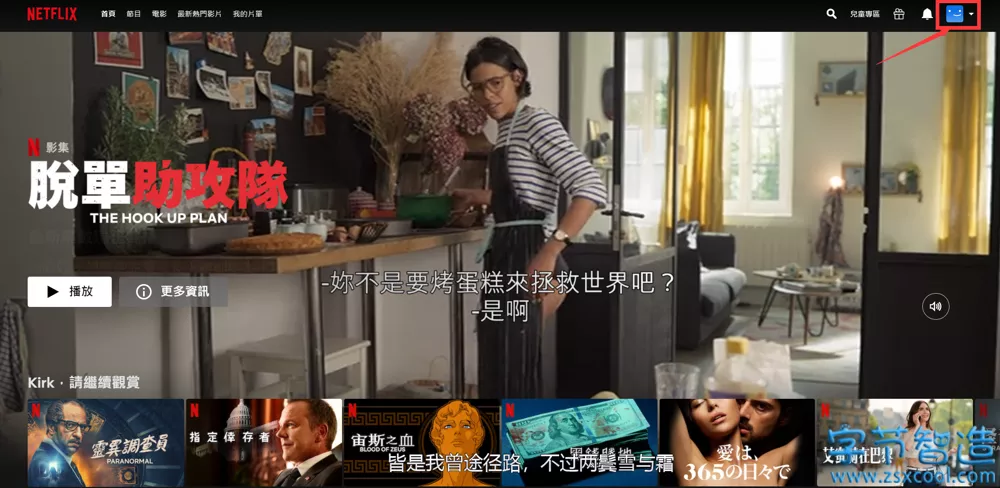 NETFLIX
首頁 節目 電影 最新熱門影片 我的片單
兒童專區
N 影集
脫單助攻隊
THE HOOK UP PLAN
播放
更多資訊
-妳不是要烤蛋糕來拯救世界吧？
-是啊
Kirk，請繼續觀賞
靈異調查員
PARANORMAL
指定倖存者
宙斯之血
BLOOD OF ZEUS
愛は、
365の日々で
皆是我曾途径路，不过两鬓雪与霜
字节智造
www.zsxcool.com